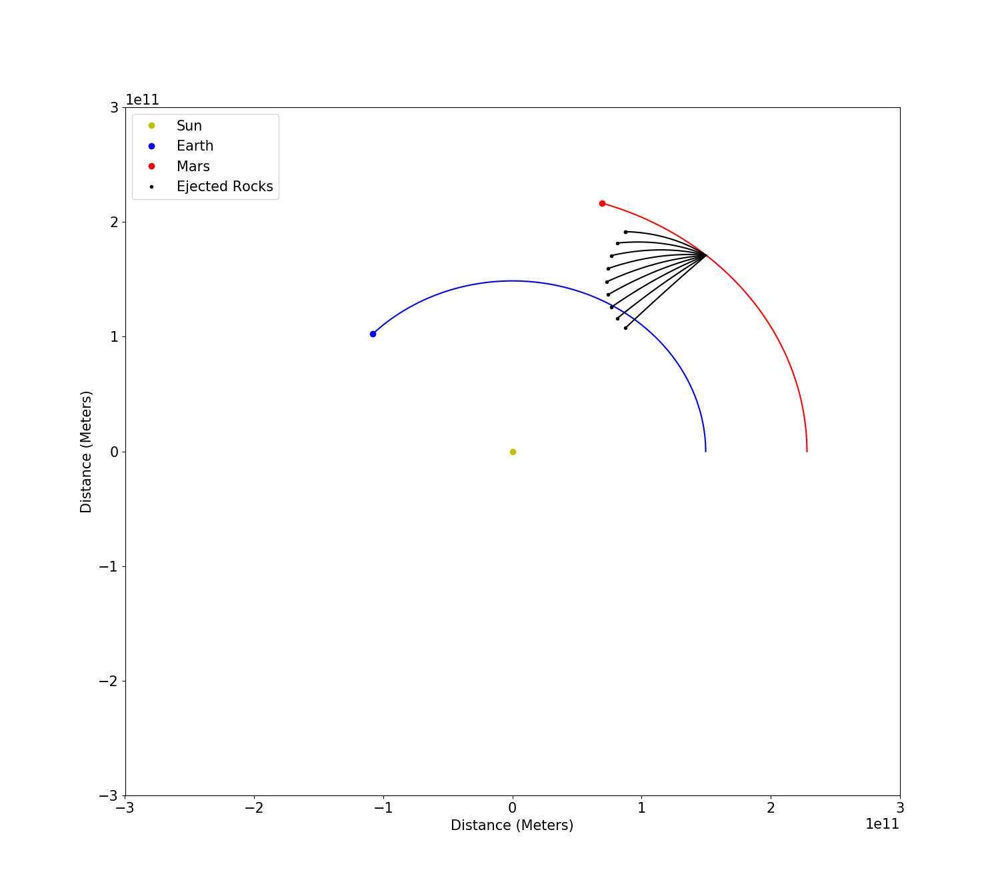 1e11
3
Sun
Earth
Mars
Ejected Rocks
2
1
0
−1
−2
−3
Distance (Meters)
−3 −2 −1 0 1 2 3
Distance (Meters)
1e11